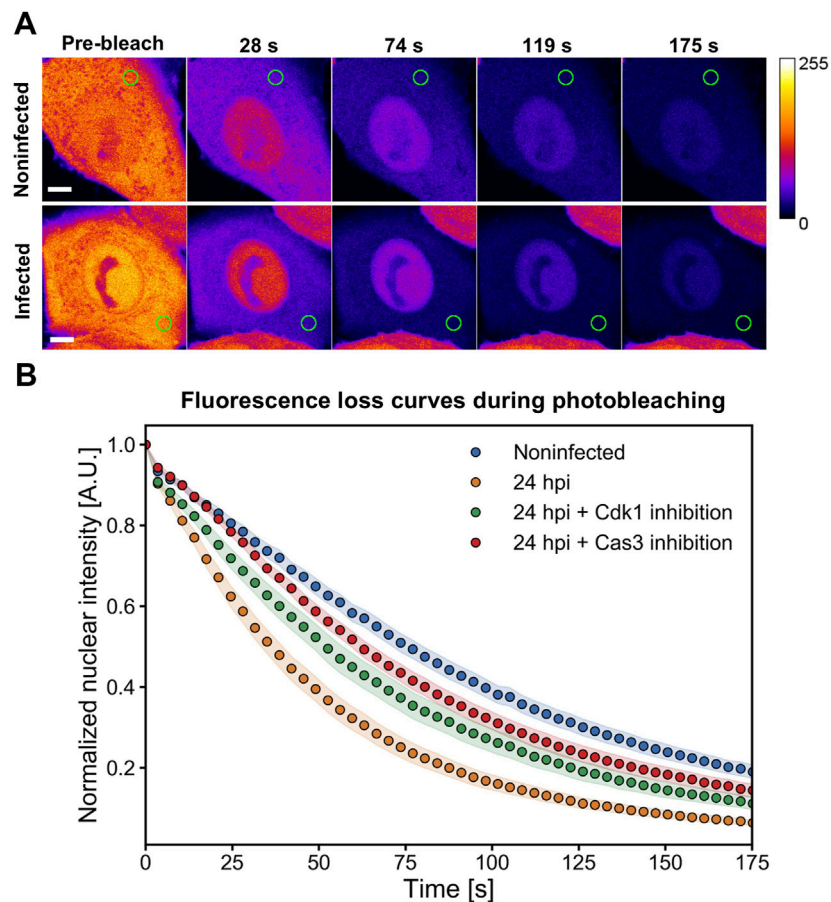 A
Pre-bleach 28 s 74 s 119 s 175 s
Noninfected
255
0
Infected
B
Fluorescence loss curves during photobleaching
Normalized nuclear intensity [A.U.]
1.0
0.8
0.6
0.4
0.2
Noninfected
24 hpi
24 hpi + Cdk1 inhibition
24 hpi + Cas3 inhibition
0 25 50 75 100 125 150 175
Time [s]